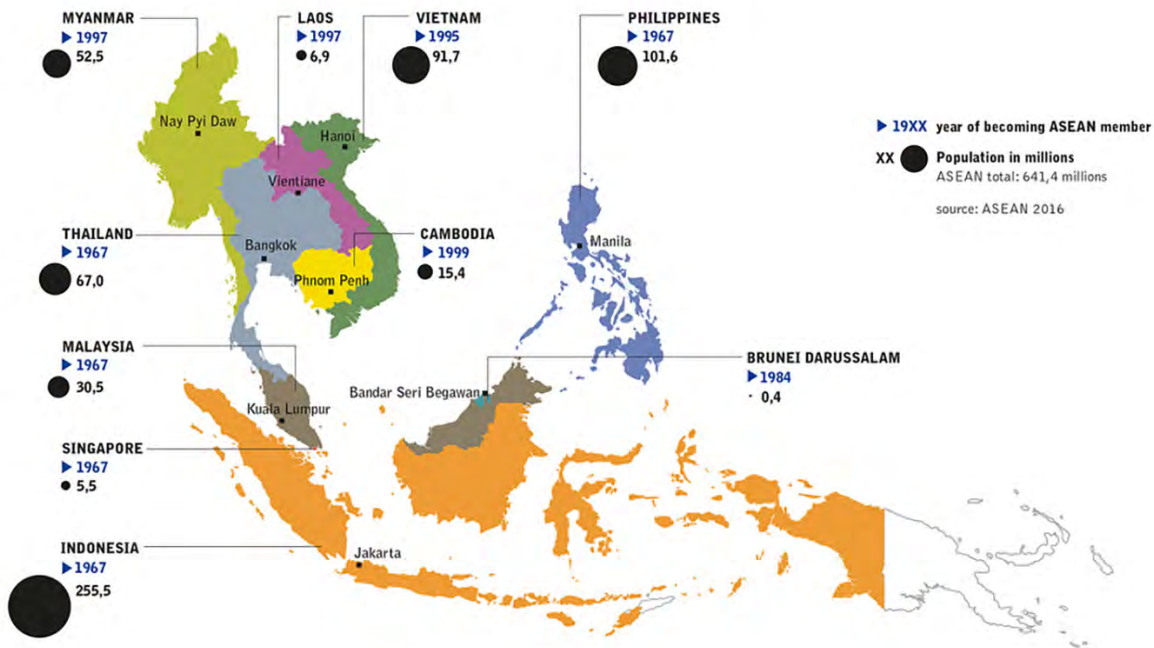 MYANMAR
▶1997
52,5
LAOS
▶1997
6,9
VIETNAM
▶1995
91,7
PHILIPPINES
▶1967
101,6
▶19XX year of becoming ASEAN member
XX Population in millions
ASEAN total: 641,4 millions
source: ASEAN 2016
Nay Pyi Daw
Hanoi
Vientiane
THAILAND
▶1967
67,0
Bangkok
CAMBODIA
▶1999
15,4
Phnom Penh
Manila
MALAYSIA
▶1967
30,5
Kuala Lumpur
Bandar Seri Begawan
BRUNEI DARUSSALAM
▶1984
0,4
SINGAPORE
▶1967
5,5
INDONESIA
▶1967
255,5
Jakarta